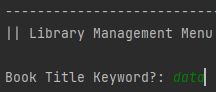 ------------------------------
|| Library Management Menu
Book Title Keyword?: data